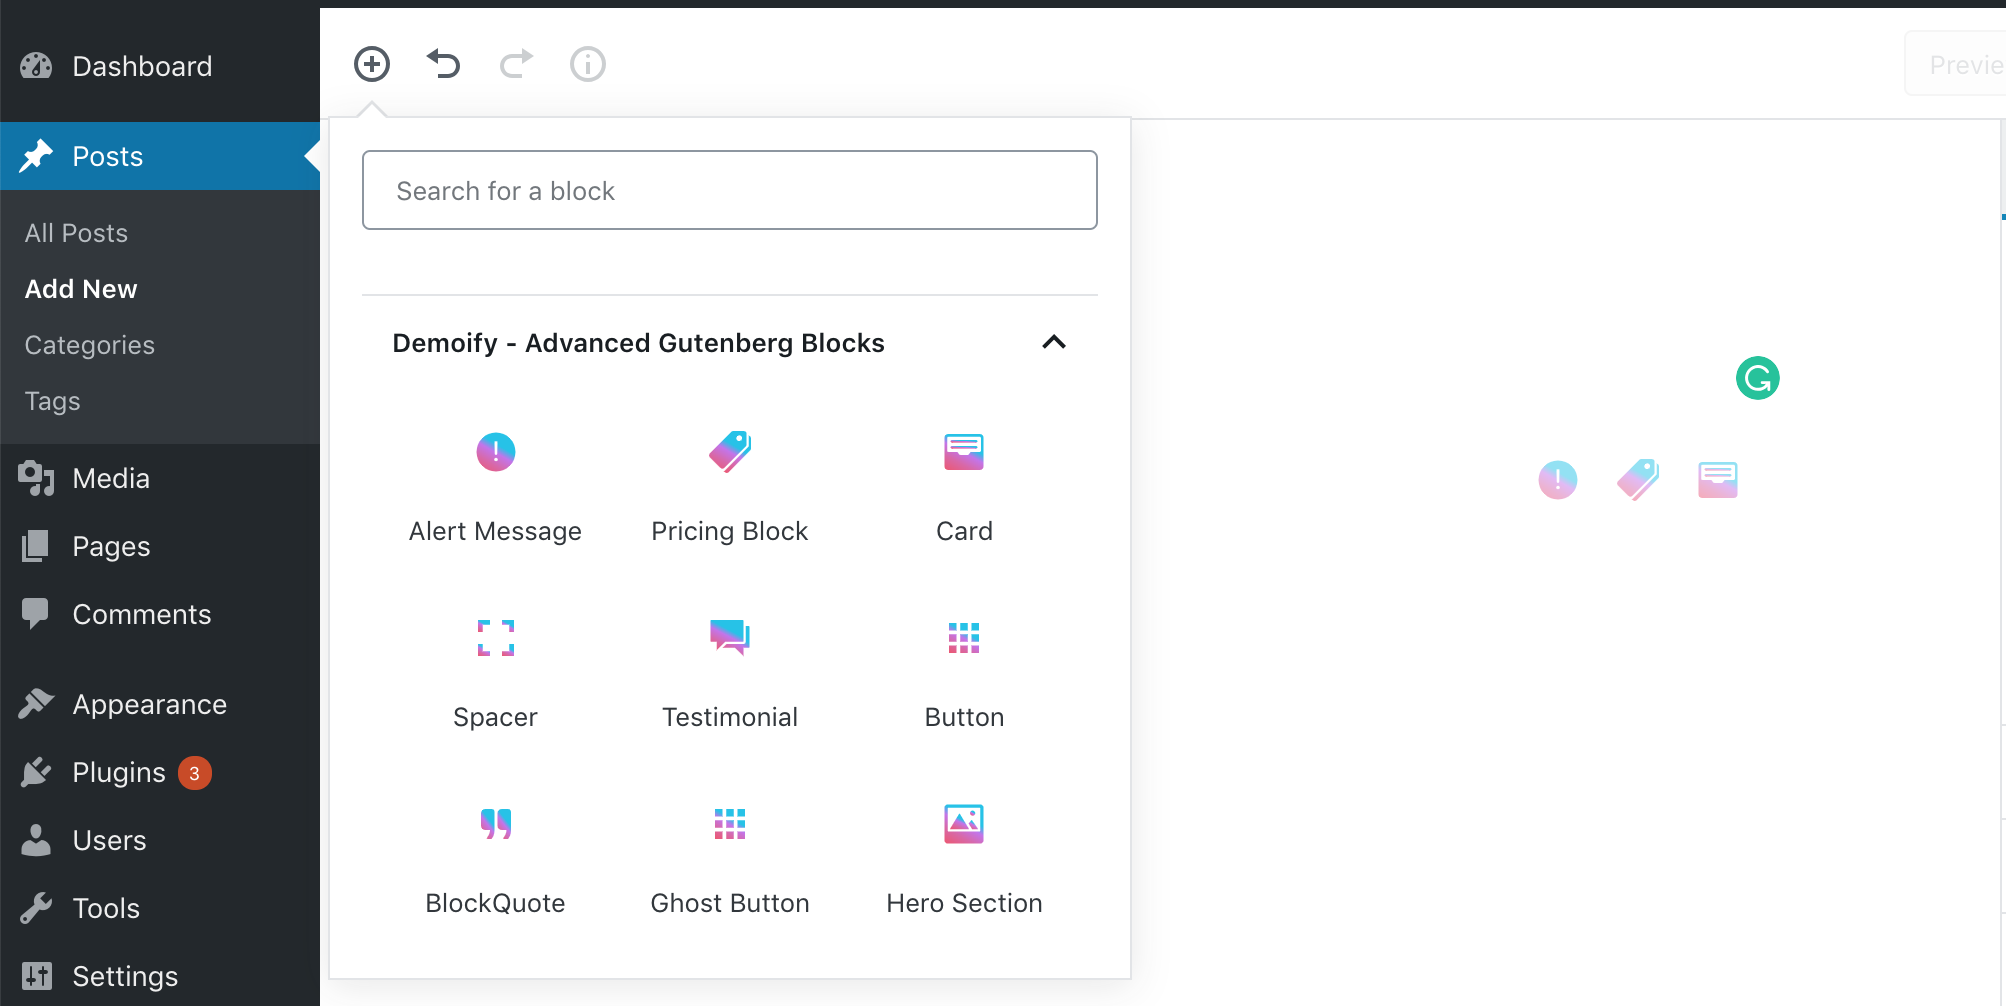 Dashboard
Posts
All Posts
Add New
Categories
Tags
Media
Pages
Comments
Appearance
Plugins 3
Users
Tools
Settings
Search for a block
Demoify - Advanced Gutenberg Blocks
Alert Message
Pricing Block
Card
Spacer
Testimonial
Button
BlockQuote
Ghost Button
Hero Section
Previe